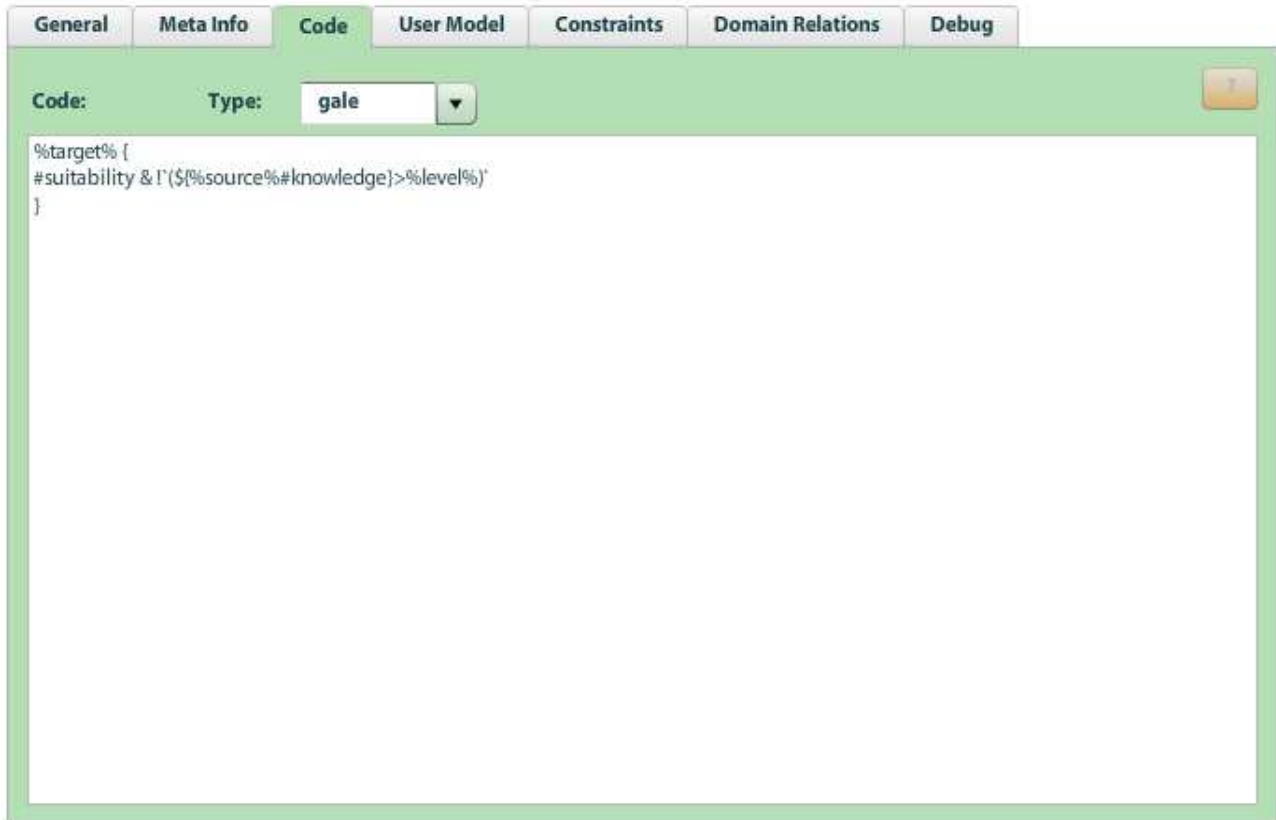 General Meta Info Code User Model Constraints Domain Relations Debug
Code: Type: gale
?
%target% {
#suitability & !`(${%source%#knowledge}>%level%)`
}